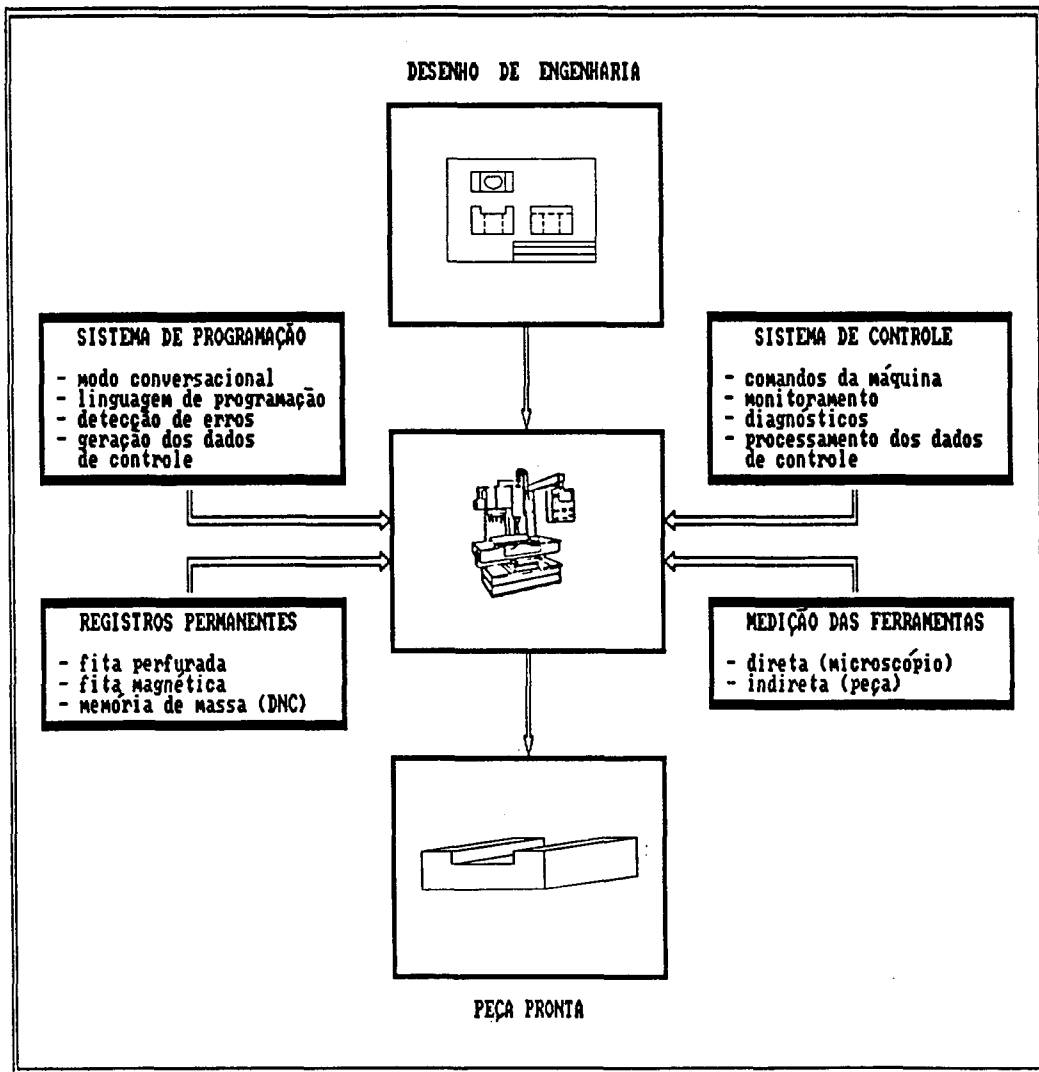 DESENHO DE ENGENHARIA
SISTEMA DE PROGRAMAÇÃO
- modo conversacional
- linguagem de programação
- detecção de erros
- geração dos dados
de controle
SISTEMA DE CONTROLE
- comandos da máquina
- monitoramento
- diagnósticos
- processamento dos dados
de controle
REGISTROS PERMANENTES
- fita perfurada
- fita magnética
- memória de massa (DNC)
MEDIÇÃO DAS FERRAMENTAS
- direta (microscópio)
- indireta (peça)
PEÇA PRONTA